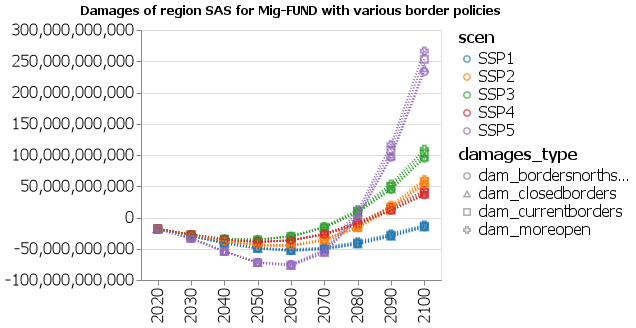 Damages of region SAS for Mig-FUND with various border policies
300,000,000,000
250,000,000,000
200,000,000,000
150,000,000,000
100,000,000,000
50,000,000,000
0
-50,000,000,000
-100,000,000,000
2020
2030
2040
2050
2060
2070
2080
2090
2100
scen
SSP1
SSP2
SSP3
SSP4
SSP5
damages_type
dam_bordersnorths...
dam_closedborders
dam_currentborders
dam_moreopen